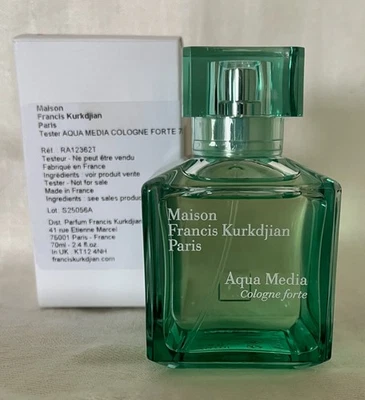 Maison
Francis Kurkdjian
Paris
Tester AQUA MEDIA COLOGNE FORTE 7
Réf : RA12362T
Testeur - Ne peut être vendu
Fabriqué en France
Ingrédients : voir produit vente
Tester - Not for sale
Made in France
Ingredients : see sales produc
Lot: S25056A
Dist. Parfum Francis Kurkdjian
41 rue Etienne Marcel
75001 Paris - France
70ml - 2.4 fl.oz
In UK : KT12 4NH
franciskurkdjian.com
Maison
Francis Kurkdjian
Paris
Aqua Media
Cologne forte